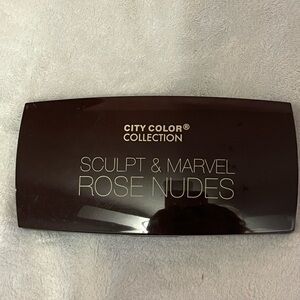 CITY COLOR®
COLLECTION
SCULPT & MARVEL
ROSE NUDES